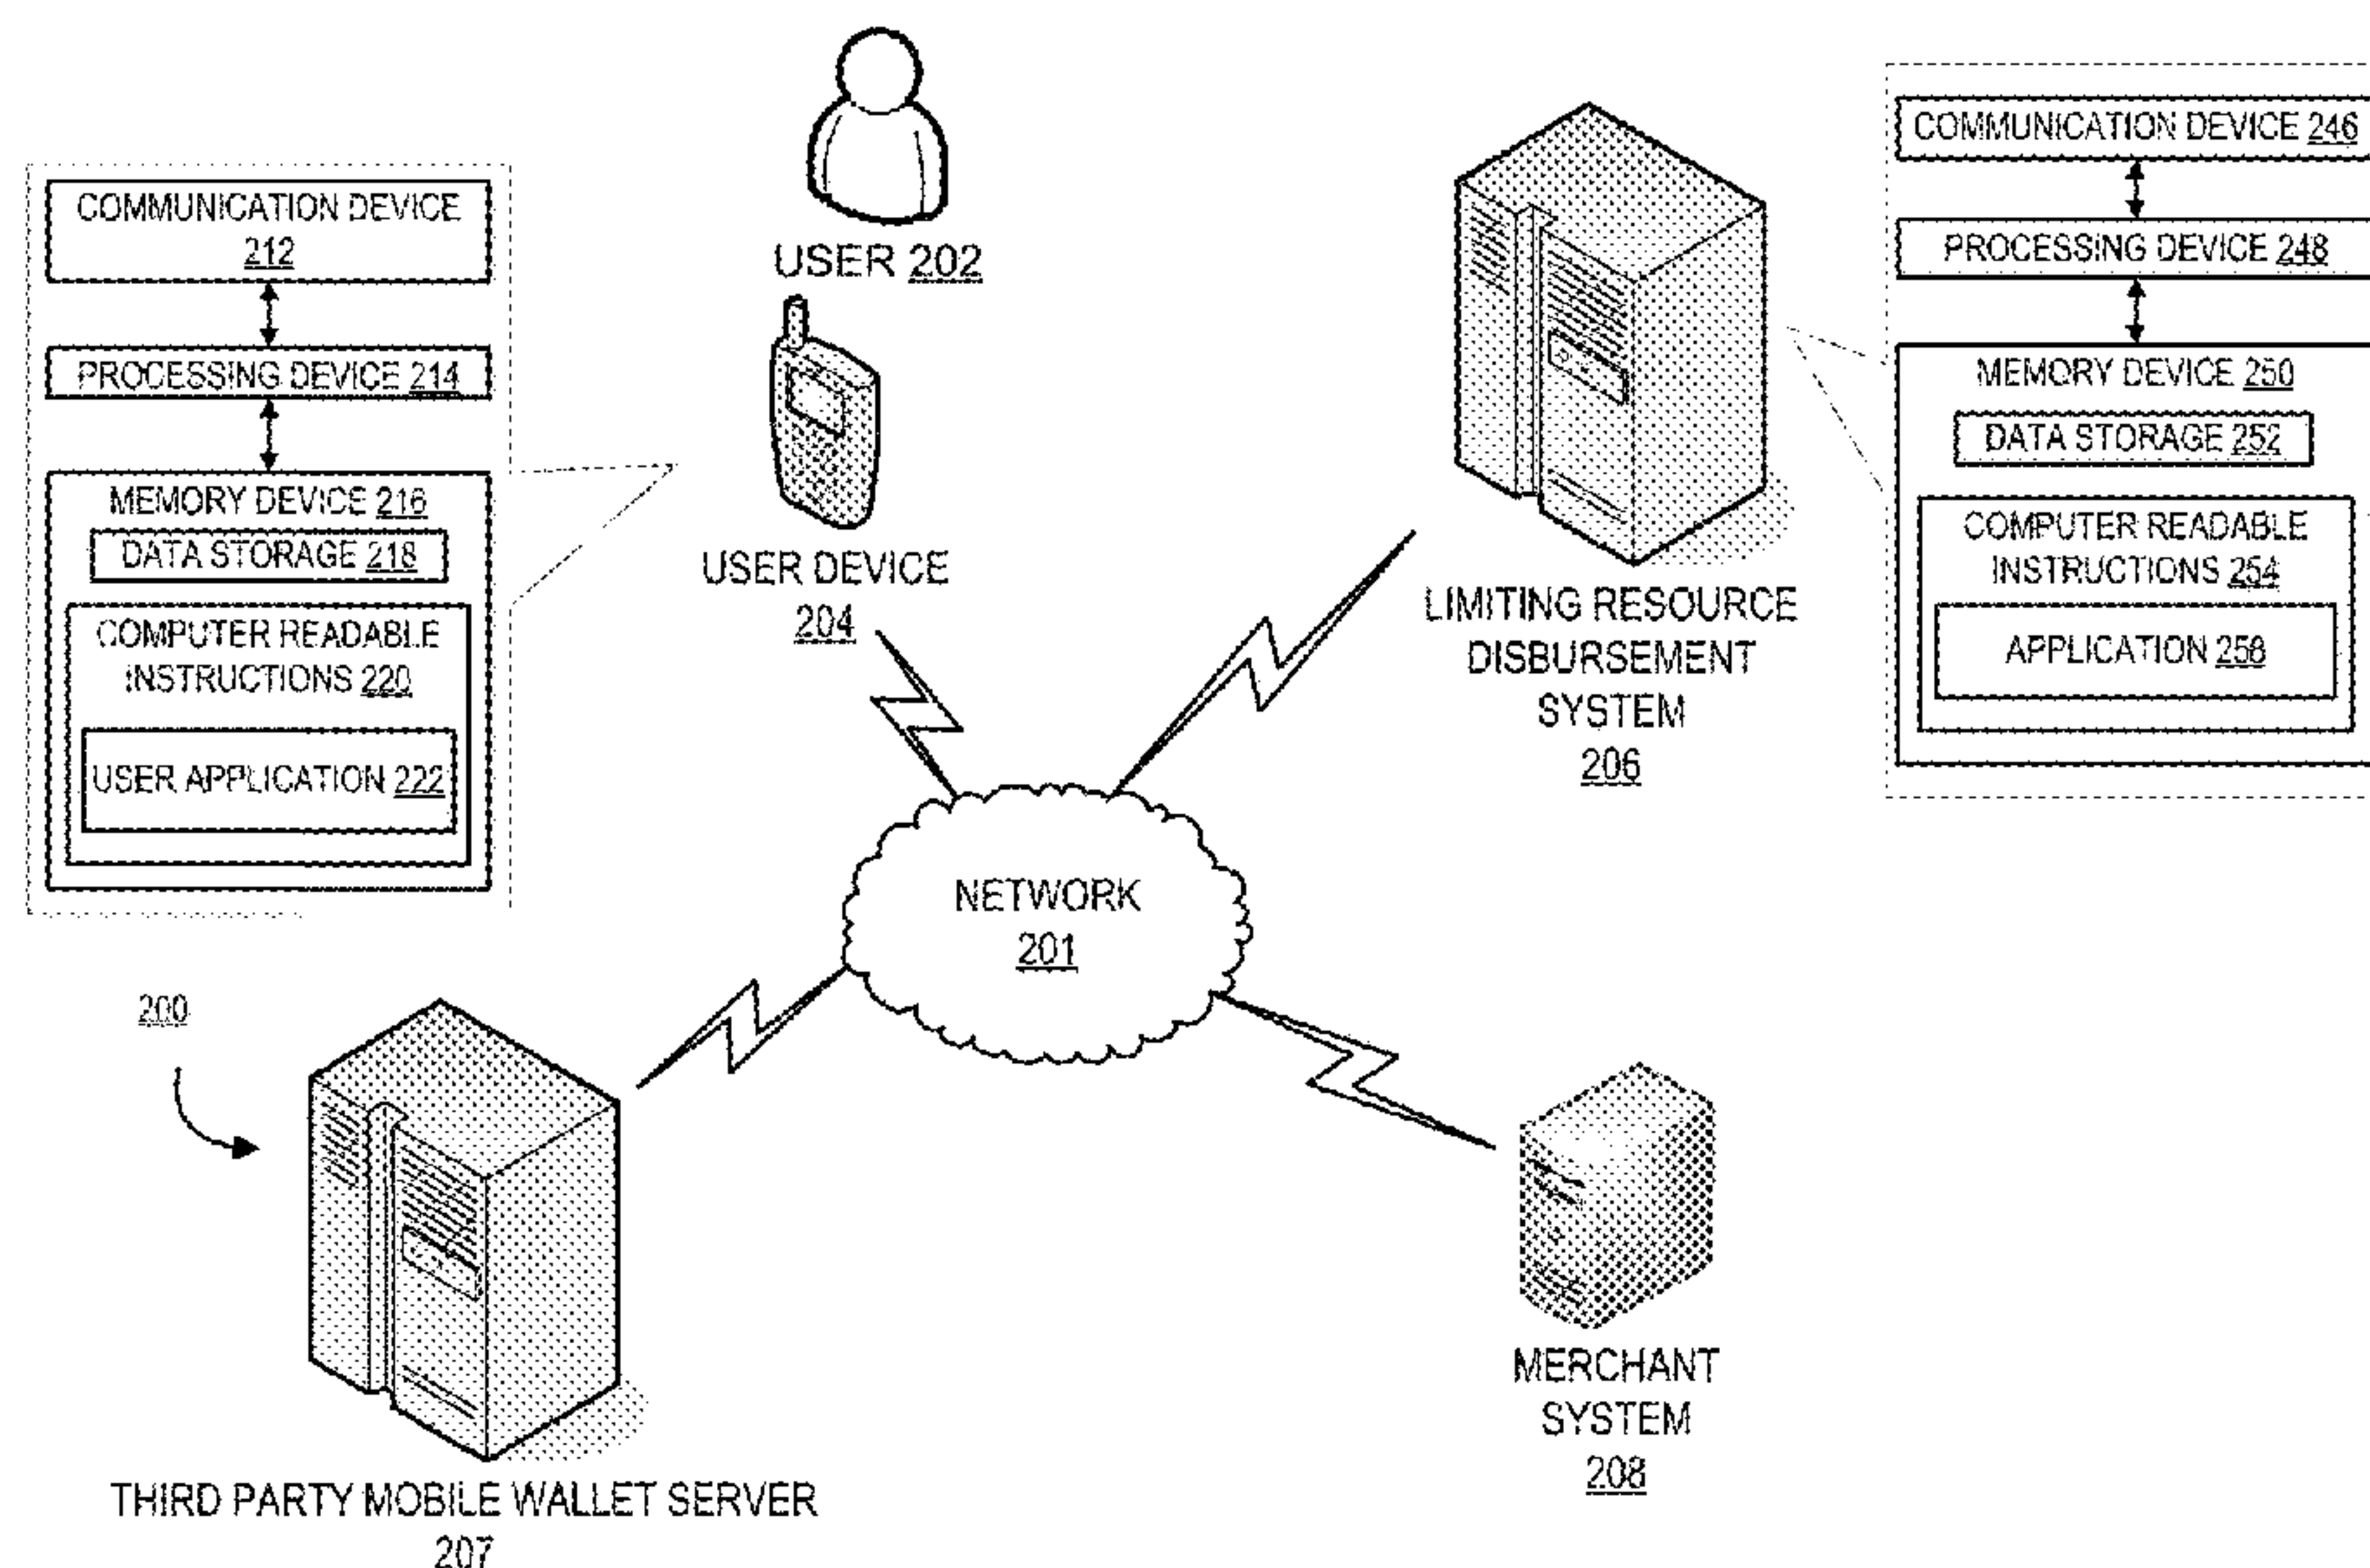 USER 202
COMMUNICATION DEVICE
212
PROCESSING DEVICE 214
MEMORY DEVICE 216
DATA STORAGE 218
COMPUTER READABLE
INSTRUCTIONS 220
USER APPLICATION 222
USER DEVICE
204
LIMITING RESOURCE
DISBURSEMENT
SYSTEM
206
COMMUNICATION DEVICE 246
PROCESSING DEVICE 248
MEMORY DEVICE 250
DATA STORAGE 252
COMPUTER READABLE
INSTRUCTIONS 254
APPLICATION 258
NETWORK
201
200
THIRD PARTY MOBILE WALLET SERVER
207
MERCHANT
SYSTEM
208